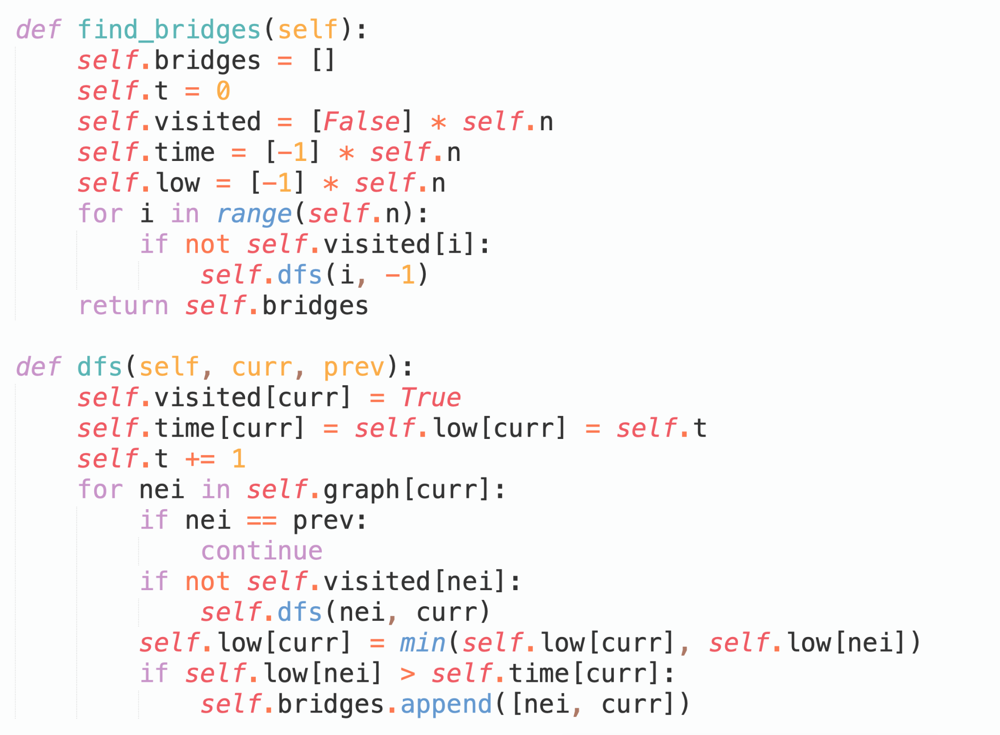 def find_bridges(self):
    self.bridges = []
    self.t = 0
    self.visited = [False] * self.n
    self.time = [-1] * self.n
    self.low = [-1] * self.n
    for i in range(self.n):
        if not self.visited[i]:
            self.dfs(i, -1)
    return self.bridges

def dfs(self, curr, prev):
    self.visited[curr] = True
    self.time[curr] = self.low[curr] = self.t
    self.t += 1
    for nei in self.graph[curr]:
        if nei == prev:
            continue
        if not self.visited[nei]:
            self.dfs(nei, curr)
        self.low[curr] = min(self.low[curr], self.low[nei])
        if self.low[nei] > self.time[curr]:
            self.bridges.append([nei, curr])